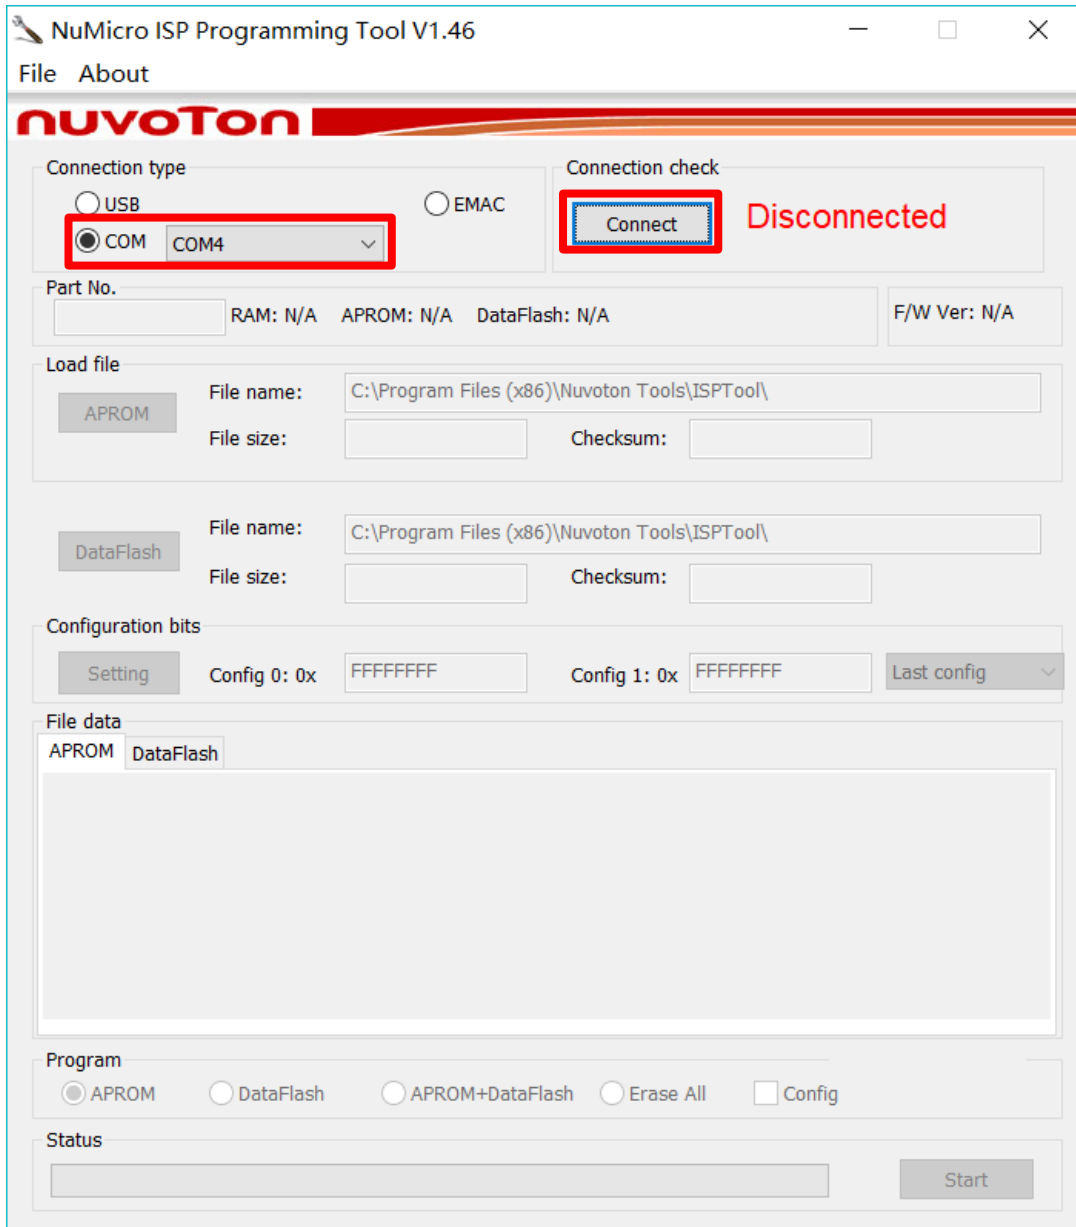 NuMicro ISP Programming Tool V1.46
File About
nuvoTon
Connection type
USB
EMAC
COM COM4
Connection check
Connect
Disconnected
Part No.
RAM: N/A APROM: N/A DataFlash: N/A
F/W Ver: N/A
Load file
APROM
File name: C:\Program Files (x86)\Nuvoton Tools\ISPTool\
File size: Checksum:
DataFlash
File name: C:\Program Files (x86)\Nuvoton Tools\ISPTool\
File size: Checksum:
Configuration bits
Setting Config 0: 0x FFFFFFFF Config 1: 0x FFFFFFFF Last config
File data
APROM DataFlash
Program
APROM DataFlash APROM+DataFlash Erase All Config
Status
Start